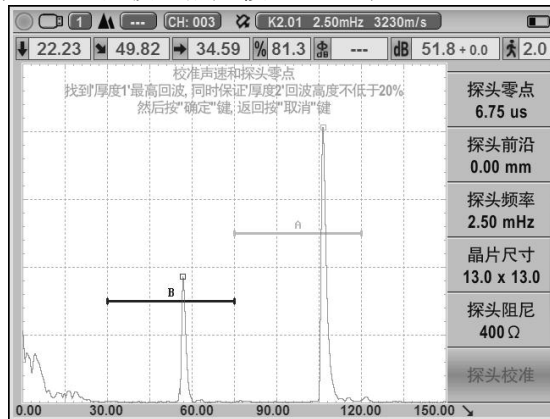 1 --- CH: 003 K2.01 2.50mHz 3230m/s
22.23 49.82 34.59 % 81.3 --- dB 51.8 + 0.0 2.0
校准声速和探头零点
找到'厚度1'最高回波, 同时保证'厚度2'回波高度不低于20%
然后按"确定"键, 返回按"取消"键
A
B
0.00 30.00 60.00 90.00 120.00 150.00
探头零点
6.75 us
探头前沿
0.00 mm
探头频率
2.50 mHz
晶片尺寸
13.0 x 13.0
探头阻尼
400 Ω
探头校准